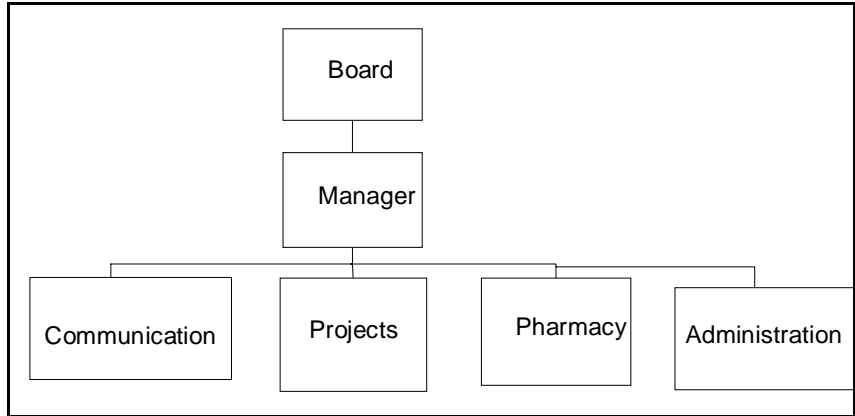 Board
Manager
Communication
Projects
Pharmacy
Administration